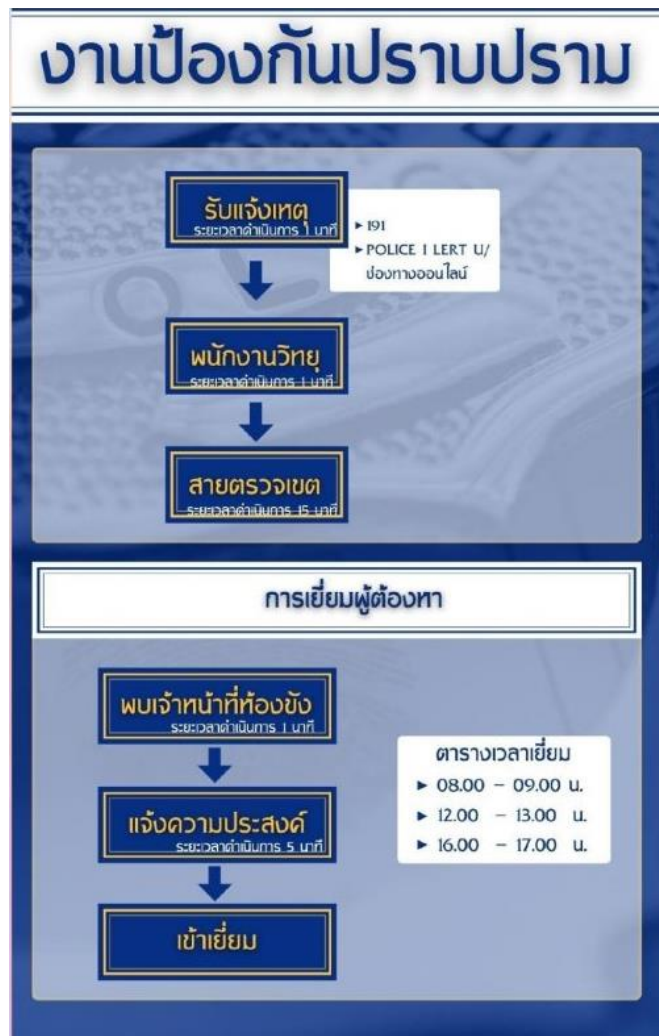 งานป้องกันปราบปราม
รับแจ้งเหตุ
ระยะเวลาดำเนินการ 1 นาที
▸ 191
▸ POLICE I LERT U/
ช่องทางออนไลน์
พนักงานวิทยุ
ระยะเวลาดำเนินการ 1 นาที
สายตรวจเขต
ระยะเวลาดำเนินการ 15 นาที
การเยี่ยมผู้ต้องหา
พบเจ้าหน้าที่ห้องขัง
ระยะเวลาดำเนินการ 1 นาที
แจ้งความประสงค์
ระยะเวลาดำเนินการ 5 นาที
เข้าเยี่ยม
ตารางเวลาเยี่ยม
▸ 08.00 – 09.00 น.
▸ 12.00 – 13.00 น.
▸ 16.00 – 17.00 น.